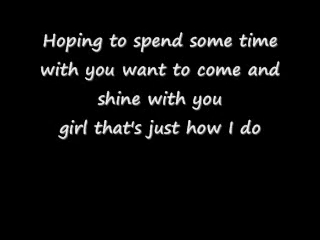 Hoping to spend some time
with you want to come and
shine with you
girl that's just how I do